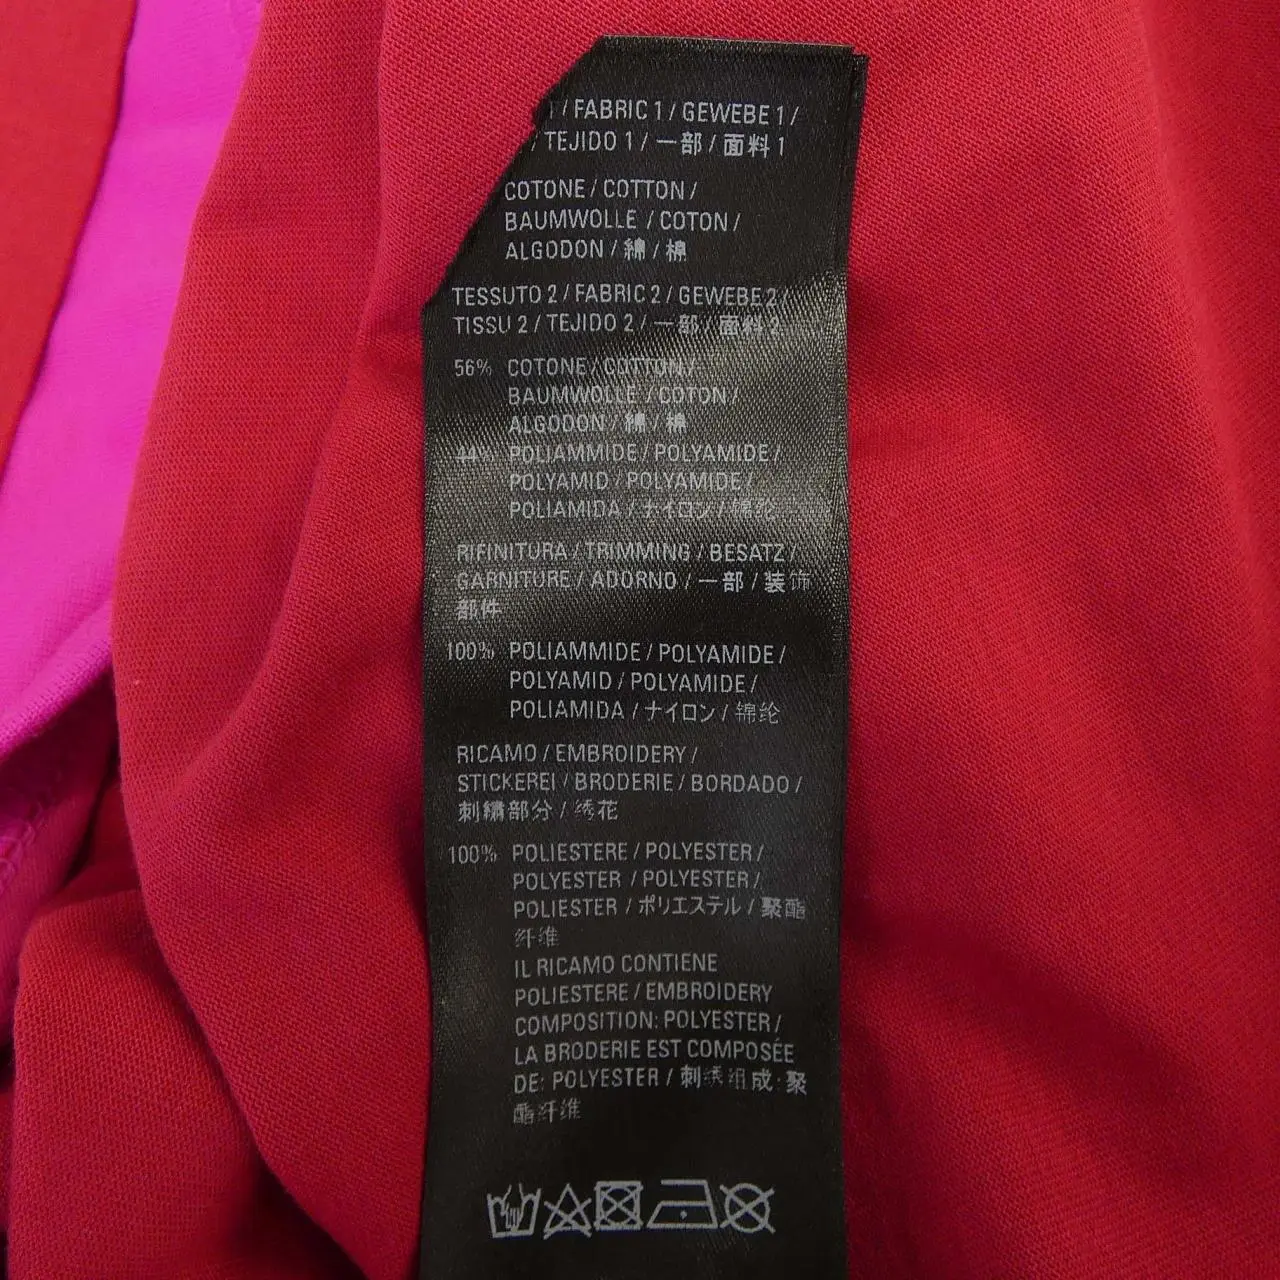 / FABRIC 1 / GEWEBE 1 /
/ TEJIDO 1 / 一部 / 面料 1
COTONE / COTTON /
BAUMWOLLE / COTON /
ALGODON / 綿 / 棉
TESSUTO 2 / FABRIC 2 / GEWEBE 2 /
TISSU 2 / TEJIDO 2 / 一部 / 面料 2
56% COTONE / COTTON /
BAUMWOLLE / COTON /
ALGODON / 綿 / 棉
44% POLIAMMIDE / POLYAMIDE /
POLYAMID / POLYAMIDE /
POLIAMIDA / ナイロン / 锦纶
RIFINITURA / TRIMMING / BESATZ /
GARNITURE / ADORNO / 一部 / 装饰
部件
100% POLIAMMIDE / POLYAMIDE /
POLYAMID / POLYAMIDE /
POLIAMIDA / ナイロン / 锦纶
RICAMO / EMBROIDERY /
STICKEREI / BRODERIE / BORDADO /
刺繍部分 / 绣花
100% POLIESTERE / POLYESTER /
POLYESTER / POLYESTER /
POLIESTER / ポリエステル / 聚酯
纤维
IL RICAMO CONTIENE
POLIESTERE / EMBROIDERY
COMPOSITION: POLYESTER /
LA BRODERIE EST COMPOSÉE
DE: POLYESTER / 刺绣组成: 聚
酯纤维